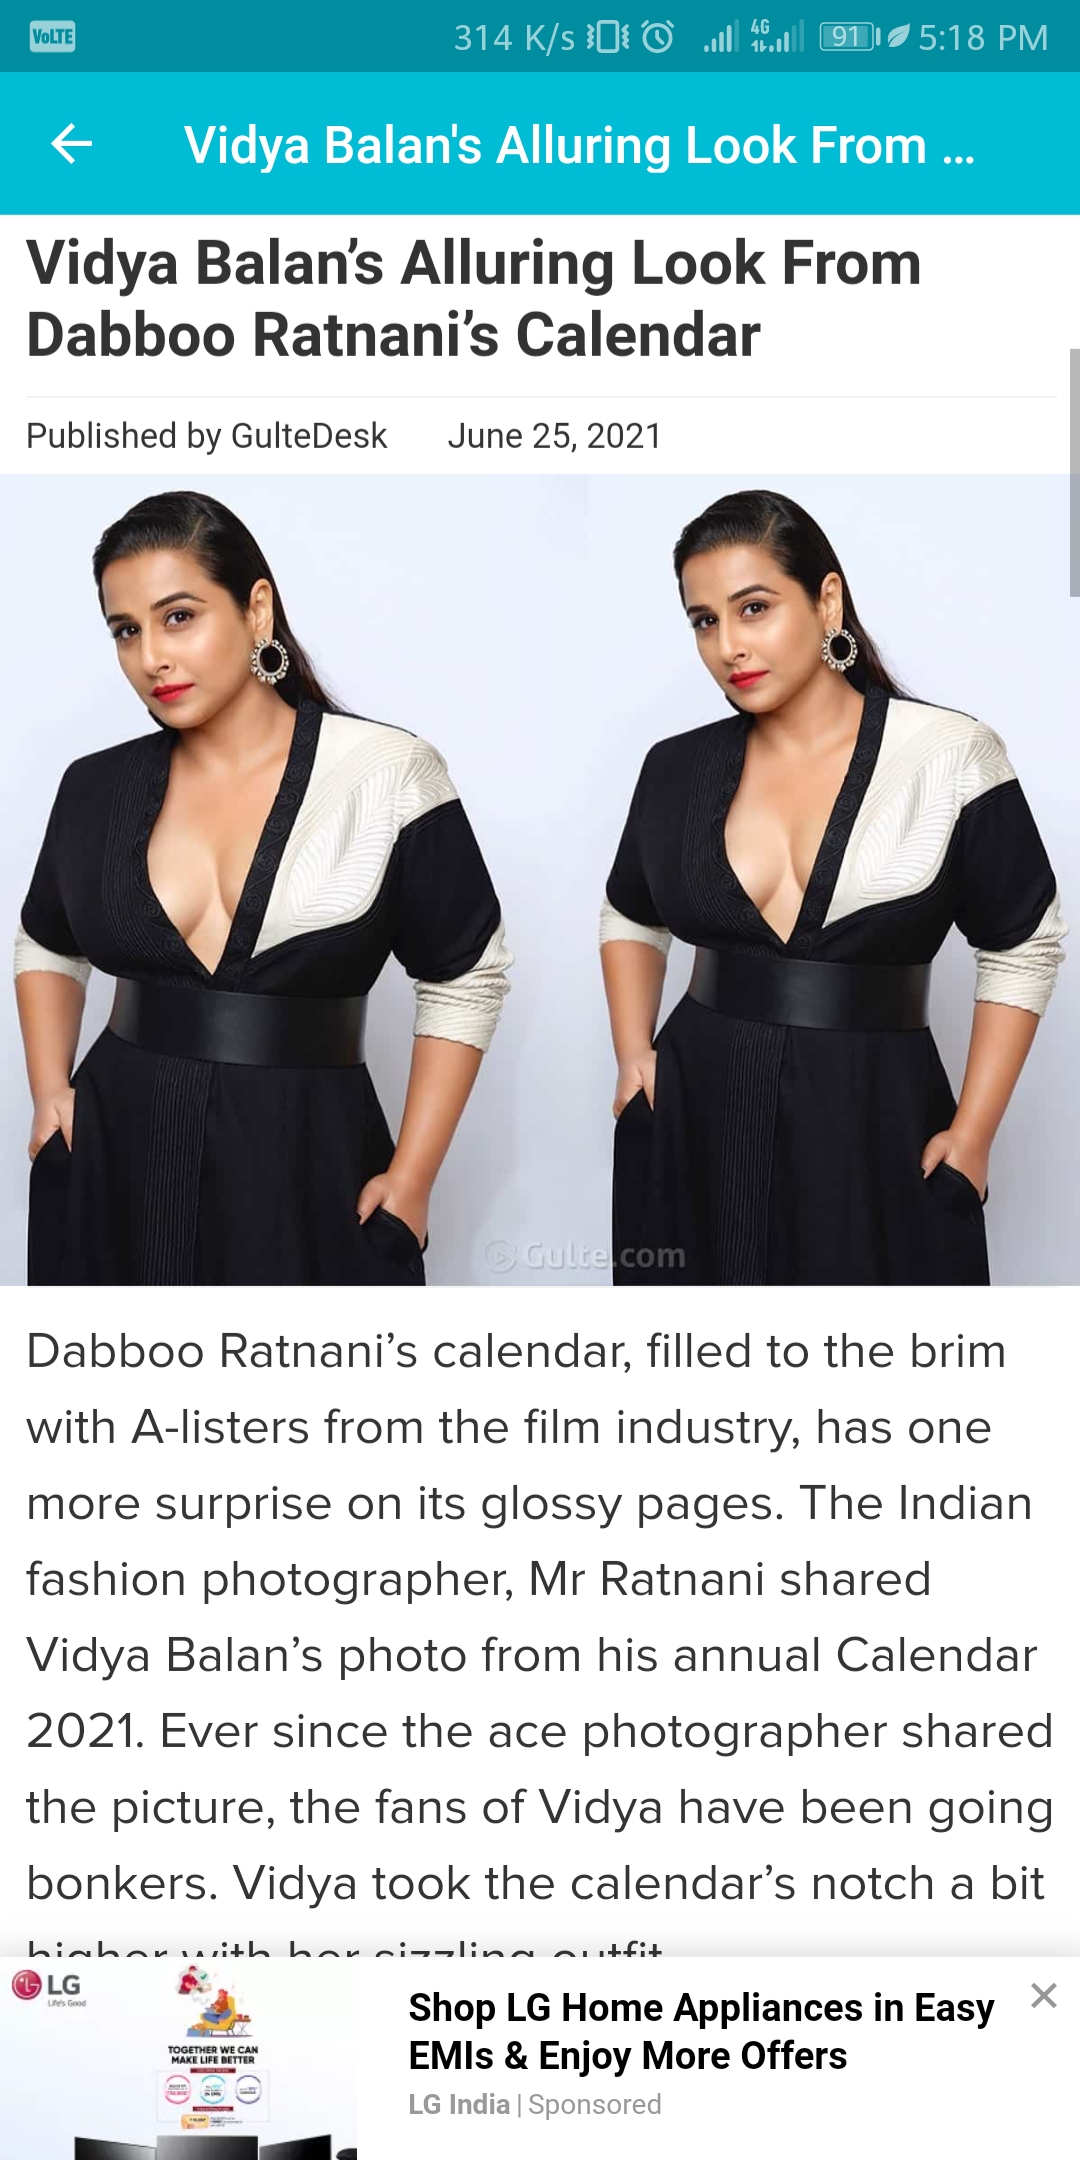 VoLTE
314 K/s 4G 91 5:18 PM
Vidya Balan's Alluring Look From ...
Vidya Balan’s Alluring Look From
Dabboo Ratnani’s Calendar
Published by GulteDesk June 25, 2021
Gulte.com
Dabboo Ratnani’s calendar, filled to the brim
with A-listers from the film industry, has one
more surprise on its glossy pages. The Indian
fashion photographer, Mr Ratnani shared
Vidya Balan’s photo from his annual Calendar
2021. Ever since the ace photographer shared
the picture, the fans of Vidya have been going
bonkers. Vidya took the calendar’s notch a bit
higher with her sizzling outfit.
LG
Life's Good
TOGETHER WE CAN
MAKE LIFE BETTER
Shop LG Home Appliances in Easy
EMIs & Enjoy More Offers
LG India | Sponsored